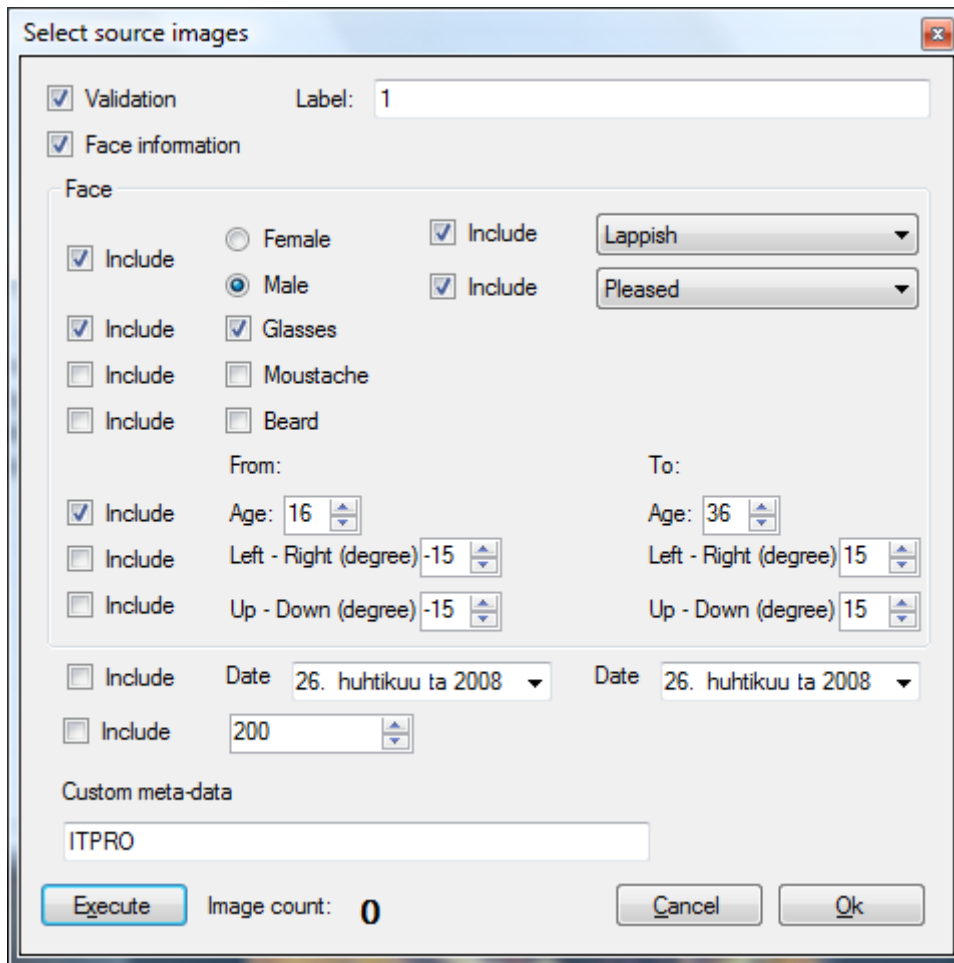 Select source images
Validation Label: 1
Face information
Face
Include Female Include Lappish
Male Include Pleased
Include Glasses
Include Moustache
Include Beard
From: To:
Include Age: 16 Age: 36
Include Left - Right (degree) -15 Left - Right (degree) 15
Include Up - Down (degree) -15 Up - Down (degree) 15
Include Date 26. huhtikuu ta 2008 Date 26. huhtikuu ta 2008
Include 200
Custom meta-data
ITPRO
Execute Image count: 0 Cancel Ok